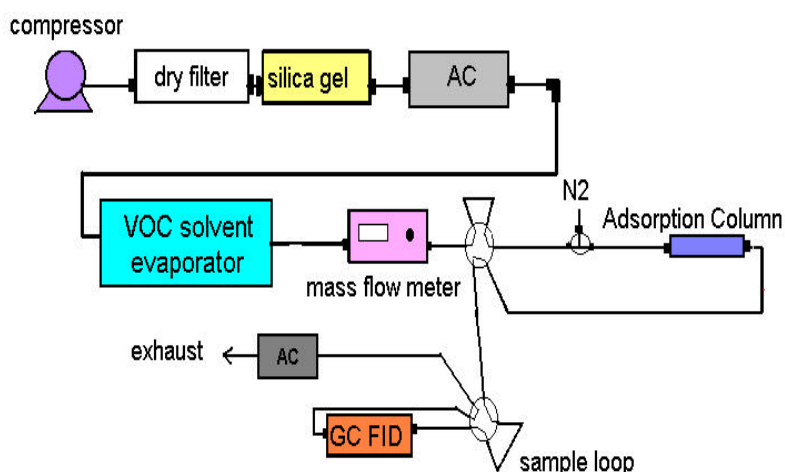 compressor
dry filter
silica gel
AC
VOC solvent
evaporator
mass flow meter
N2
Adsorption Column
exhaust
AC
GC FID
sample loop